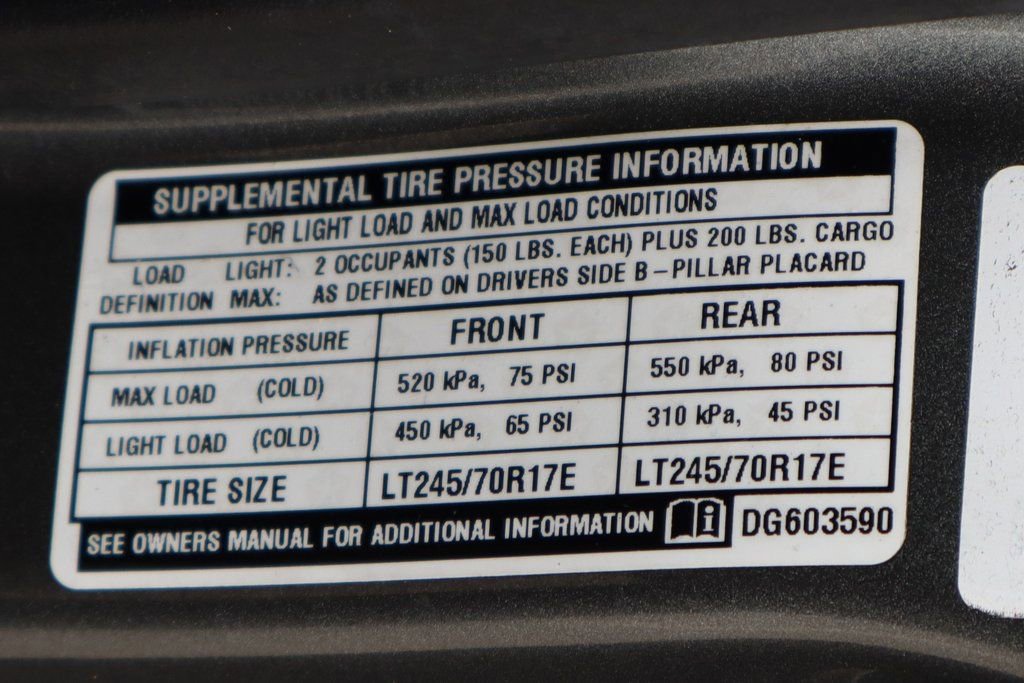 SUPPLEMENTAL TIRE PRESSURE INFORMATION
FOR LIGHT LOAD AND MAX LOAD CONDITIONS
LOAD LIGHT: 2 OCCUPANTS (150 LBS. EACH) PLUS 200 LBS. CARGO
DEFINITION MAX: AS DEFINED ON DRIVERS SIDE B-PILLAR PLACARD
INFLATION PRESSURE FRONT REAR
MAX LOAD (COLD) 520 kPa, 75 PSI 550 kPa, 80 PSI
LIGHT LOAD (COLD) 450 kPa, 65 PSI 310 kPa, 45 PSI
TIRE SIZE LT245/70R17E LT245/70R17E
SEE OWNERS MANUAL FOR ADDITIONAL INFORMATION i DG603590